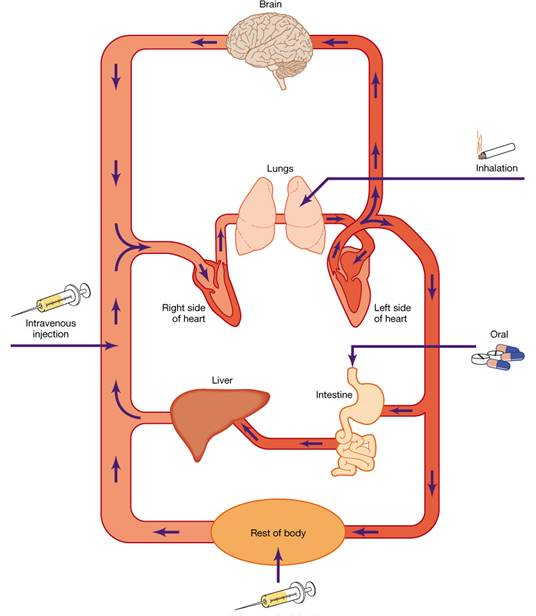 Brain
Lungs
Inhalation
Right side
of heart
Left side
of heart
Intravenous
injection
Oral
Liver
Intestine
Rest of body